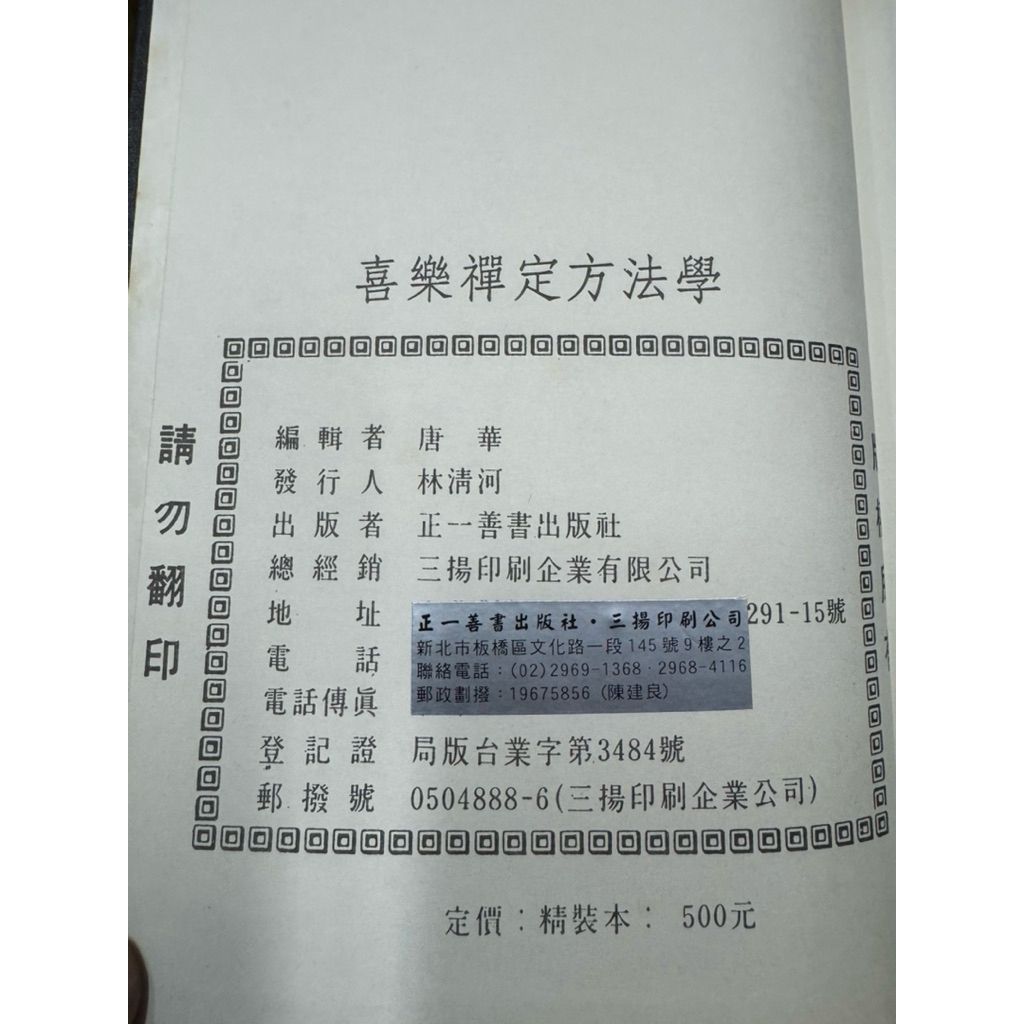 喜樂禪定方法學
編輯者 唐華
發行人 林淸河
出版者 正一善書出版社
總經銷 三揚印刷企業有限公司
地址 291-15號
正一善書出版社・三揚印刷公司
新北市板橋區文化路一段145號9樓之2
聯絡電話：(02)2969-1368・2968-4116
郵政劃撥：19675856 (陳建良)
電話
電話傳眞
登記證 局版台業字第3484號
郵撥號 0504888-6(三揚印刷企業公司)
請勿翻印
定價：精裝本： 500元